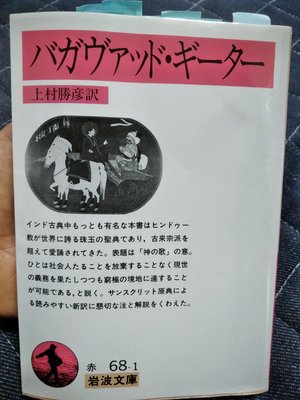 バガヴァッド・ギーター
上村勝彦訳
インド古典中もっとも有名な本書はヒンドゥー
教が世界に誇る珠玉の聖典であり，古来宗派を
超えて愛誦されてきた。表題は「神の歌」の意。
ひとは社会人たることを放棄することなく現世
の義務を果たしつつも窮極の境地に達すること
が可能である，と説く。サンスクリット原典によ
る読みやすい新訳に懇切な注と解説をくわえた。
赤 68-1
岩波文庫